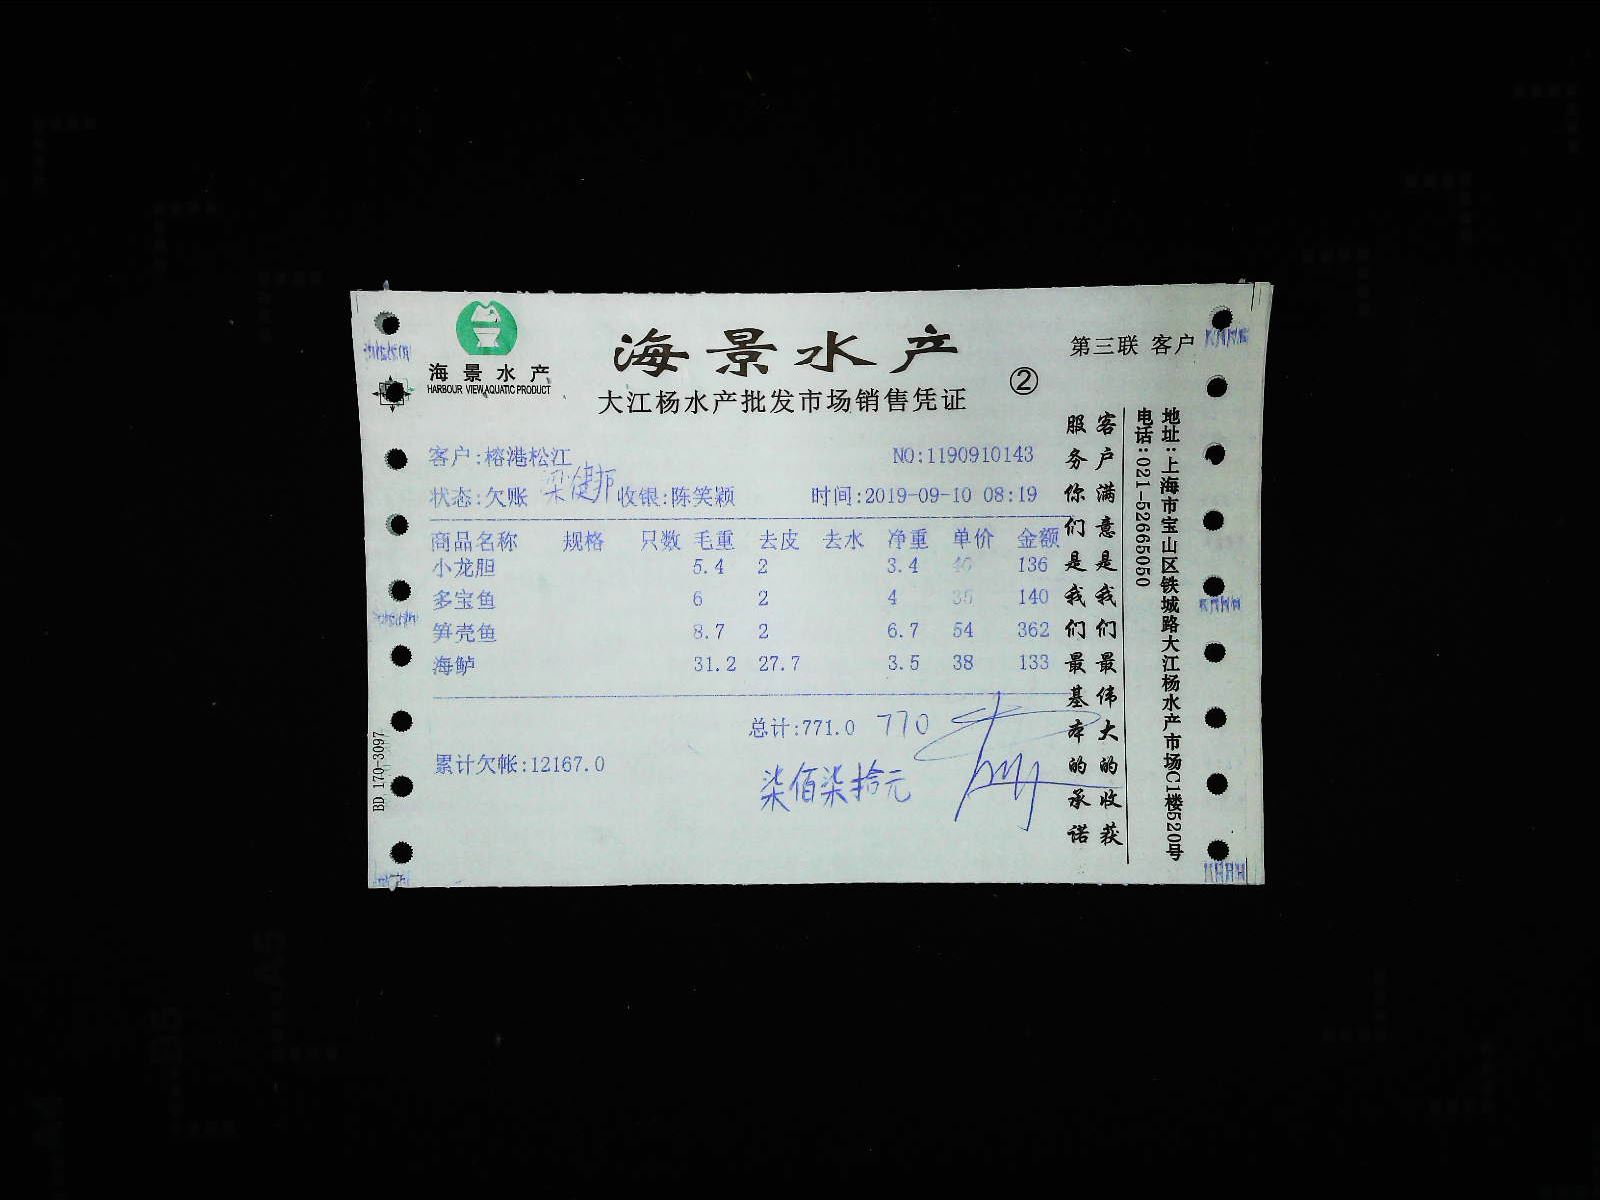 海景水产
HARBOUR VIEW AQUATIC PRODUCT
海景水产
大江杨水产批发市场销售凭证
②
第三联 客户
客户:榕港松江
NO:1190910143
状态:欠账 收银:陈笑颖 时间:2019-09-10 08:19
商品名称 规格 只数 毛重 去皮 去水 净重 单价 金额
小龙胆 5.4 2 3.4 40 136
多宝鱼 6 2 4 35 140
笋壳鱼 8.7 2 6.7 54 362
海鲈 31.2 27.7 3.5 38 133
总计:771.0 770
累计欠帐:12167.0
柒佰柒拾元
客户满意是我们最伟大的收获
服务你们是我们最基本的承诺
地址:上海市宝山区铁城路大江杨水产市场C1楼520号
电话:021-52665050
BD 170-3097